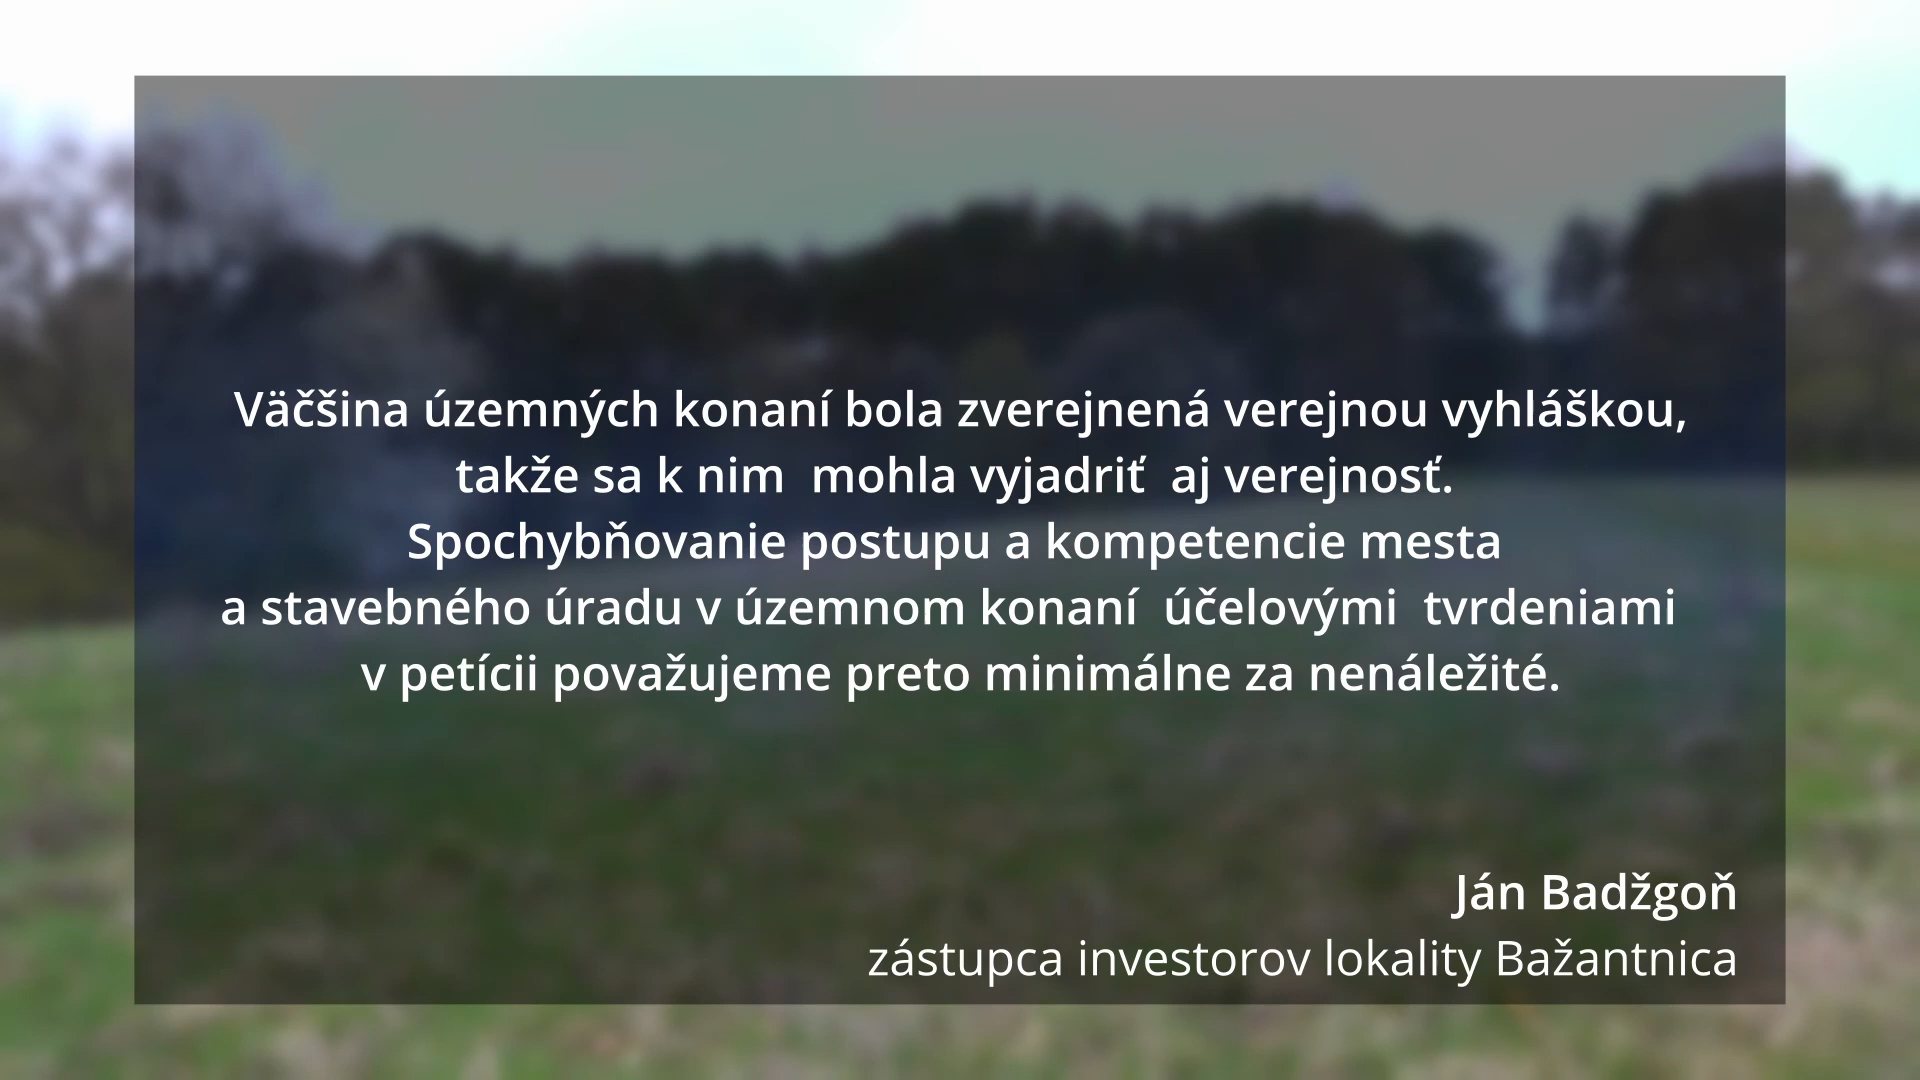 Väčšina územných konaní bola zverejnená verejnou vyhláškou,
takže sa k nim  mohla vyjadriť  aj verejnosť.
Spochybňovanie postupu a kompetencie mesta
a stavebného úradu v územnom konaní  účelovými  tvrdeniami
v petícii považujeme preto minimálne za nenáležité.
Ján Badžgoň
zástupca investorov lokality Bažantnica